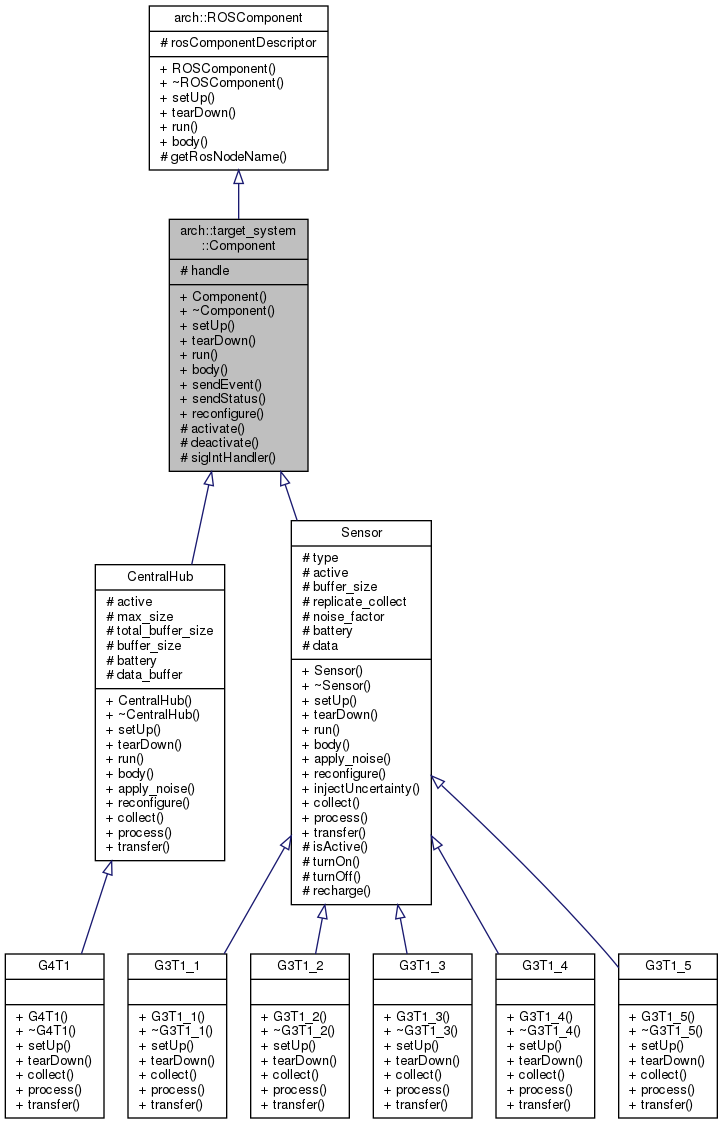 arch::ROSComponent
# rosComponentDescriptor
+ ROSComponent()
+ ~ROSComponent()
+ setUp()
+ tearDown()
+ run()
+ body()
# getRosNodeName()
arch::target_system
::Component
# handle
+ Component()
+ ~Component()
+ setUp()
+ tearDown()
+ run()
+ body()
+ sendEvent()
+ sendStatus()
+ reconfigure()
# activate()
# deactivate()
# sigIntHandler()
CentralHub
# active
# max_size
# total_buffer_size
# buffer_size
# battery
# data_buffer
+ CentralHub()
+ ~CentralHub()
+ setUp()
+ tearDown()
+ run()
+ body()
+ apply_noise()
+ reconfigure()
+ collect()
+ process()
+ transfer()
Sensor
# type
# active
# buffer_size
# replicate_collect
# noise_factor
# battery
# data
+ Sensor()
+ ~Sensor()
+ setUp()
+ tearDown()
+ run()
+ body()
+ apply_noise()
+ reconfigure()
+ injectUncertainty()
+ collect()
+ process()
+ transfer()
# isActive()
# turnOn()
# turnOff()
# recharge()
G4T1
+ G4T1()
+ ~G4T1()
+ setUp()
+ tearDown()
+ collect()
+ process()
+ transfer()
G3T1_1
+ G3T1_1()
+ ~G3T1_1()
+ setUp()
+ tearDown()
+ collect()
+ process()
+ transfer()
G3T1_2
+ G3T1_2()
+ ~G3T1_2()
+ setUp()
+ tearDown()
+ collect()
+ process()
+ transfer()
G3T1_3
+ G3T1_3()
+ ~G3T1_3()
+ setUp()
+ tearDown()
+ collect()
+ process()
+ transfer()
G3T1_4
+ G3T1_4()
+ ~G3T1_4()
+ setUp()
+ tearDown()
+ collect()
+ process()
+ transfer()
G3T1_5
+ G3T1_5()
+ ~G3T1_5()
+ setUp()
+ tearDown()
+ collect()
+ process()
+ transfer()